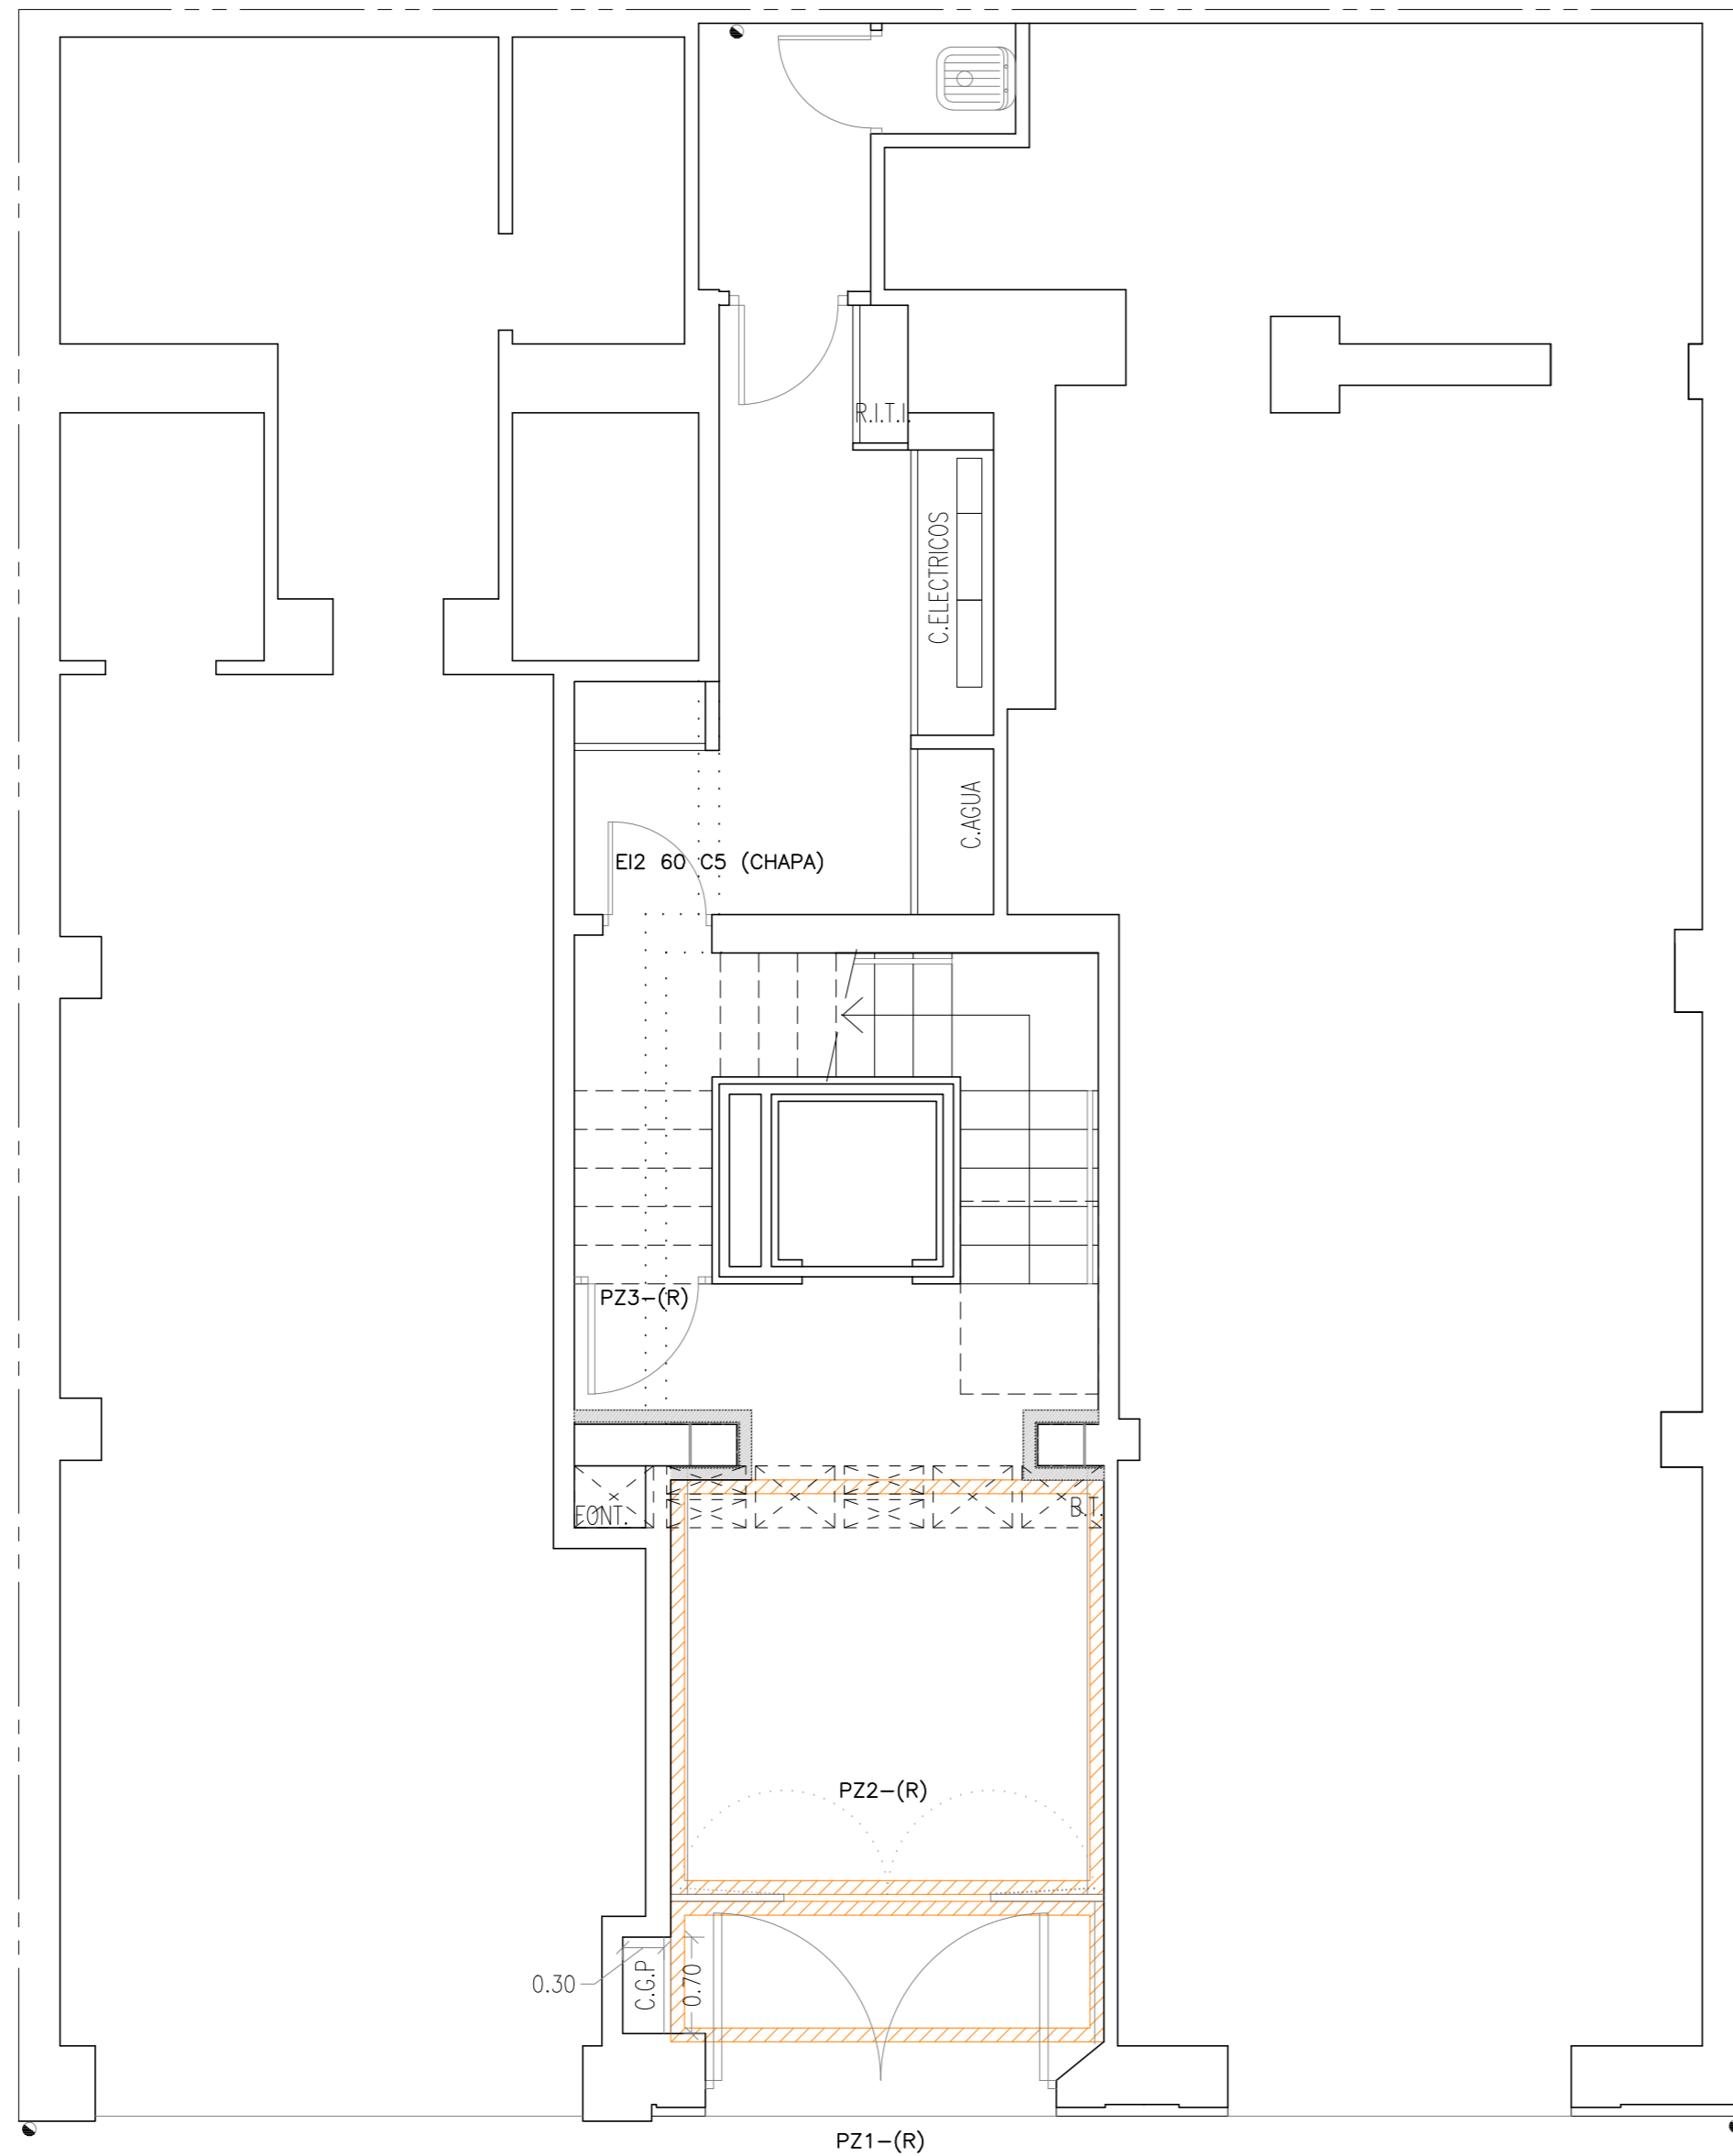 R.I.T.I.
C.ELECTRICOS
C.AGUA
EI2 60 C5 (CHAPA)
PZ3-(R)
FONT.
B.T.
PZ2-(R)
0.30
C.G.P
0.70
PZ1-(R)